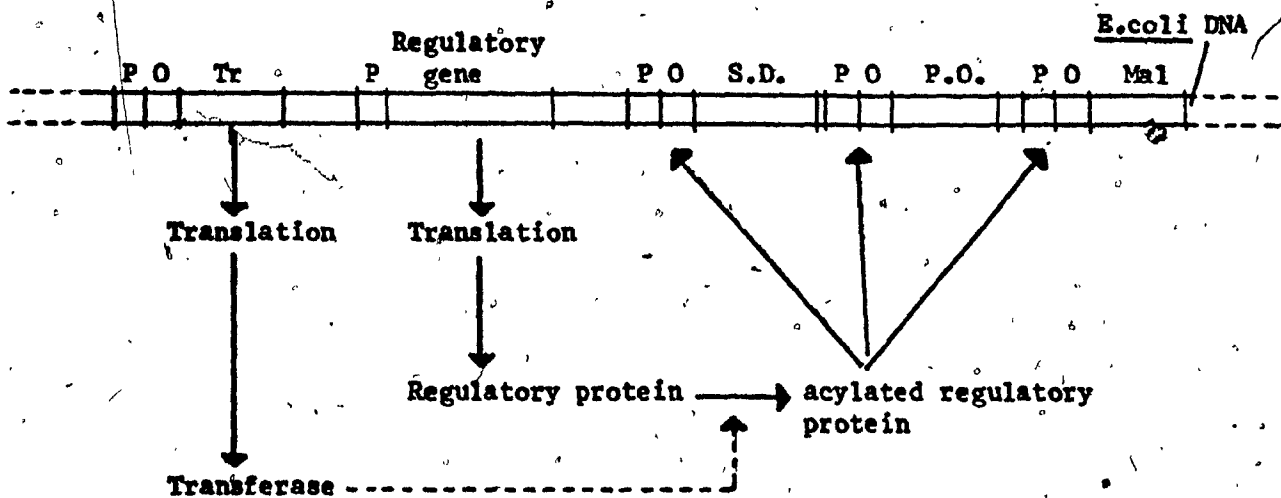 E.coli DNA
Regulatory
P O Tr P gene P O S.D. P O P.O. P O Mal
Translation Translation
Regulatory protein acylated regulatory
protein
Transferase